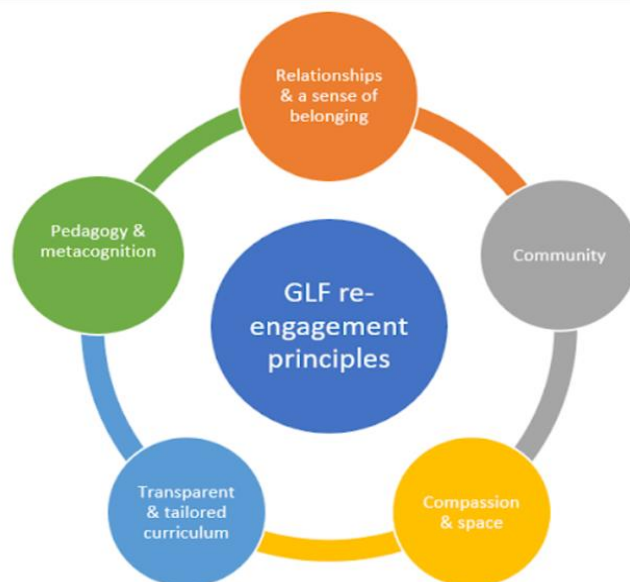 Relationships
& a sense of
belonging
Community
Compassion
& space
Transparent
& tailored
curriculum
Pedagogy &
metacognition
GLF re-
engagement
principles